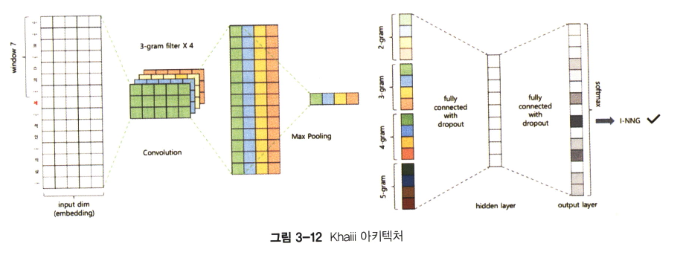 window 7
3-gram filter X 4
Convolution
Max Pooling
input dim
(embedding)
2-gram
3-gram
4-gram
5-gram
fully
connected
with
dropout
hidden layer
fully
connected
with
dropout
output layer
softmax
I-NNG
그림 3-12 Khaiii 아키텍처